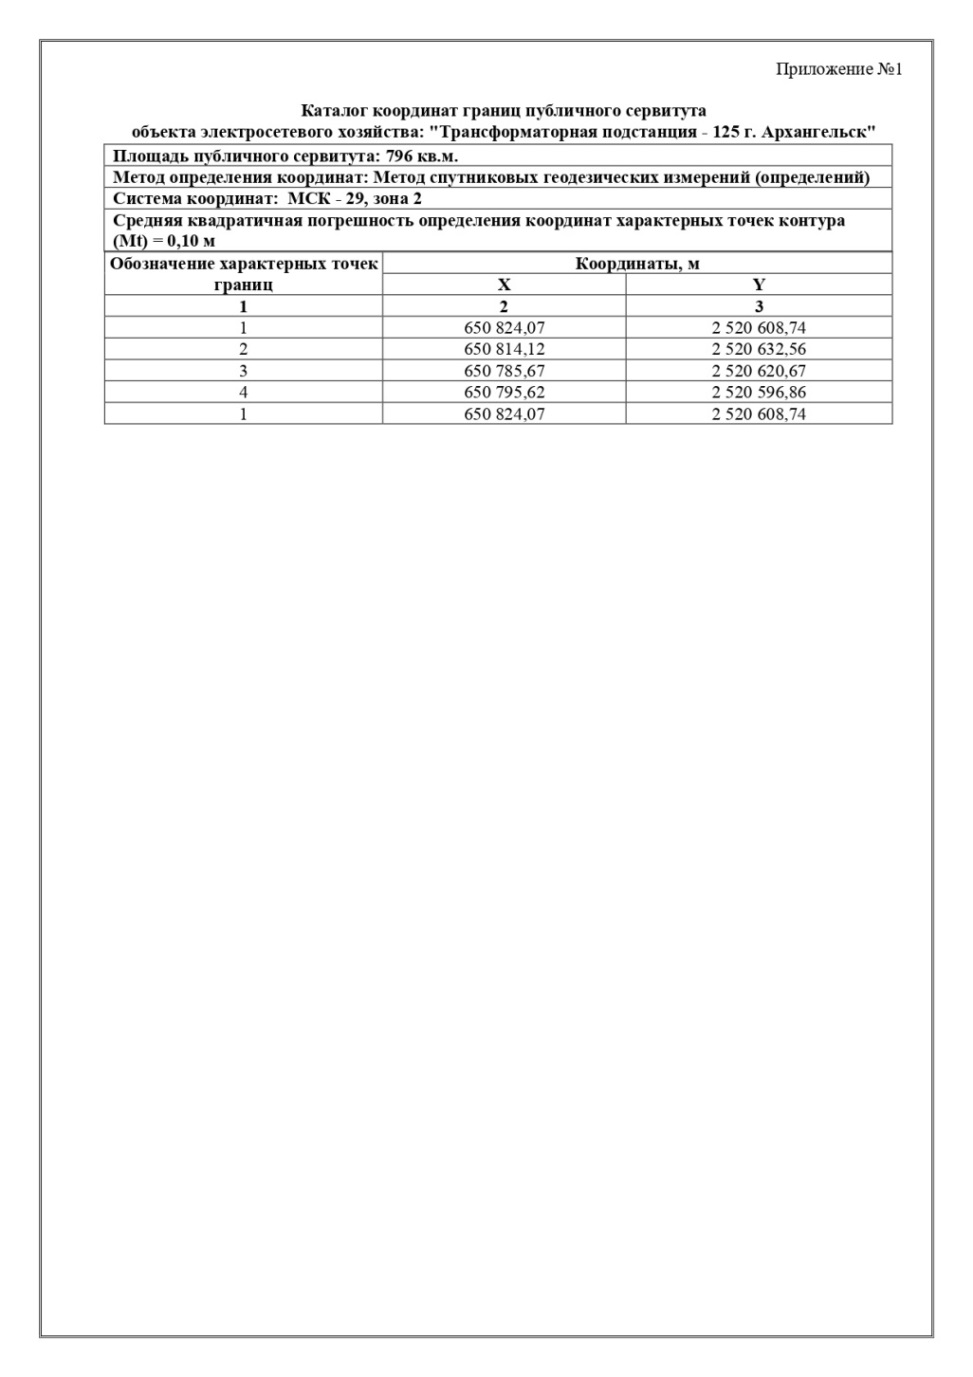 Приложение №1
Каталог координат границ публичного сервитута
объекта электросетевого хозяйства: "Трансформаторная подстанция - 125 г. Архангельск"
Площадь публичного сервитута: 796 кв.м.
Метод определения координат: Метод спутниковых геодезических измерений (определений)
Система координат:  МСК - 29, зона 2
Средняя квадратичная погрешность определения координат характерных точек контура
(Mt) = 0,10 м
Обозначение характерных точек границ Координаты, м
X Y
1 2 3
1 650 824,07 2 520 608,74
2 650 814,12 2 520 632,56
3 650 785,67 2 520 620,67
4 650 795,62 2 520 596,86
1 650 824,07 2 520 608,74